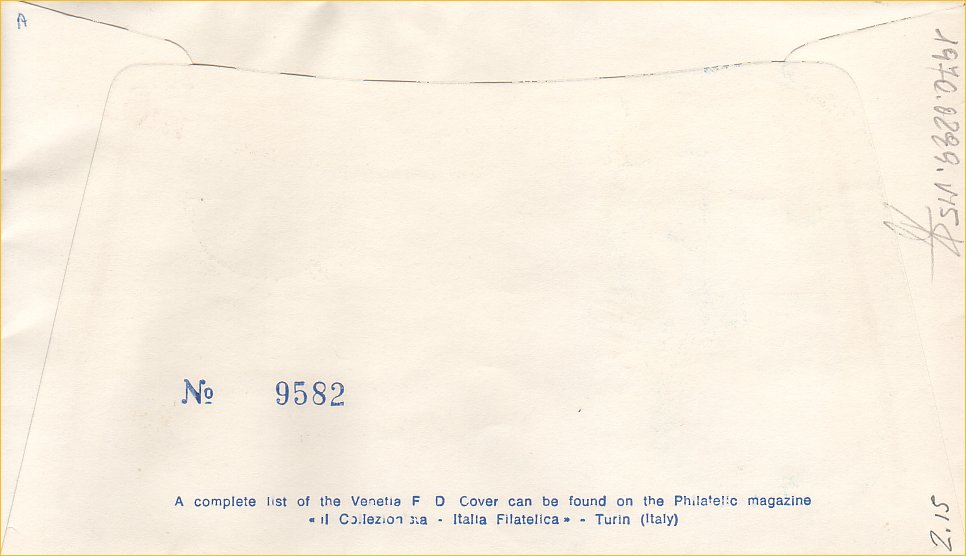 A
№ 9582
A complete list of the Venetia F D Cover can be found on the Philatelic magazine
« Il Collezionista - Italia Filatelica » - Turin (Italy)
2.15